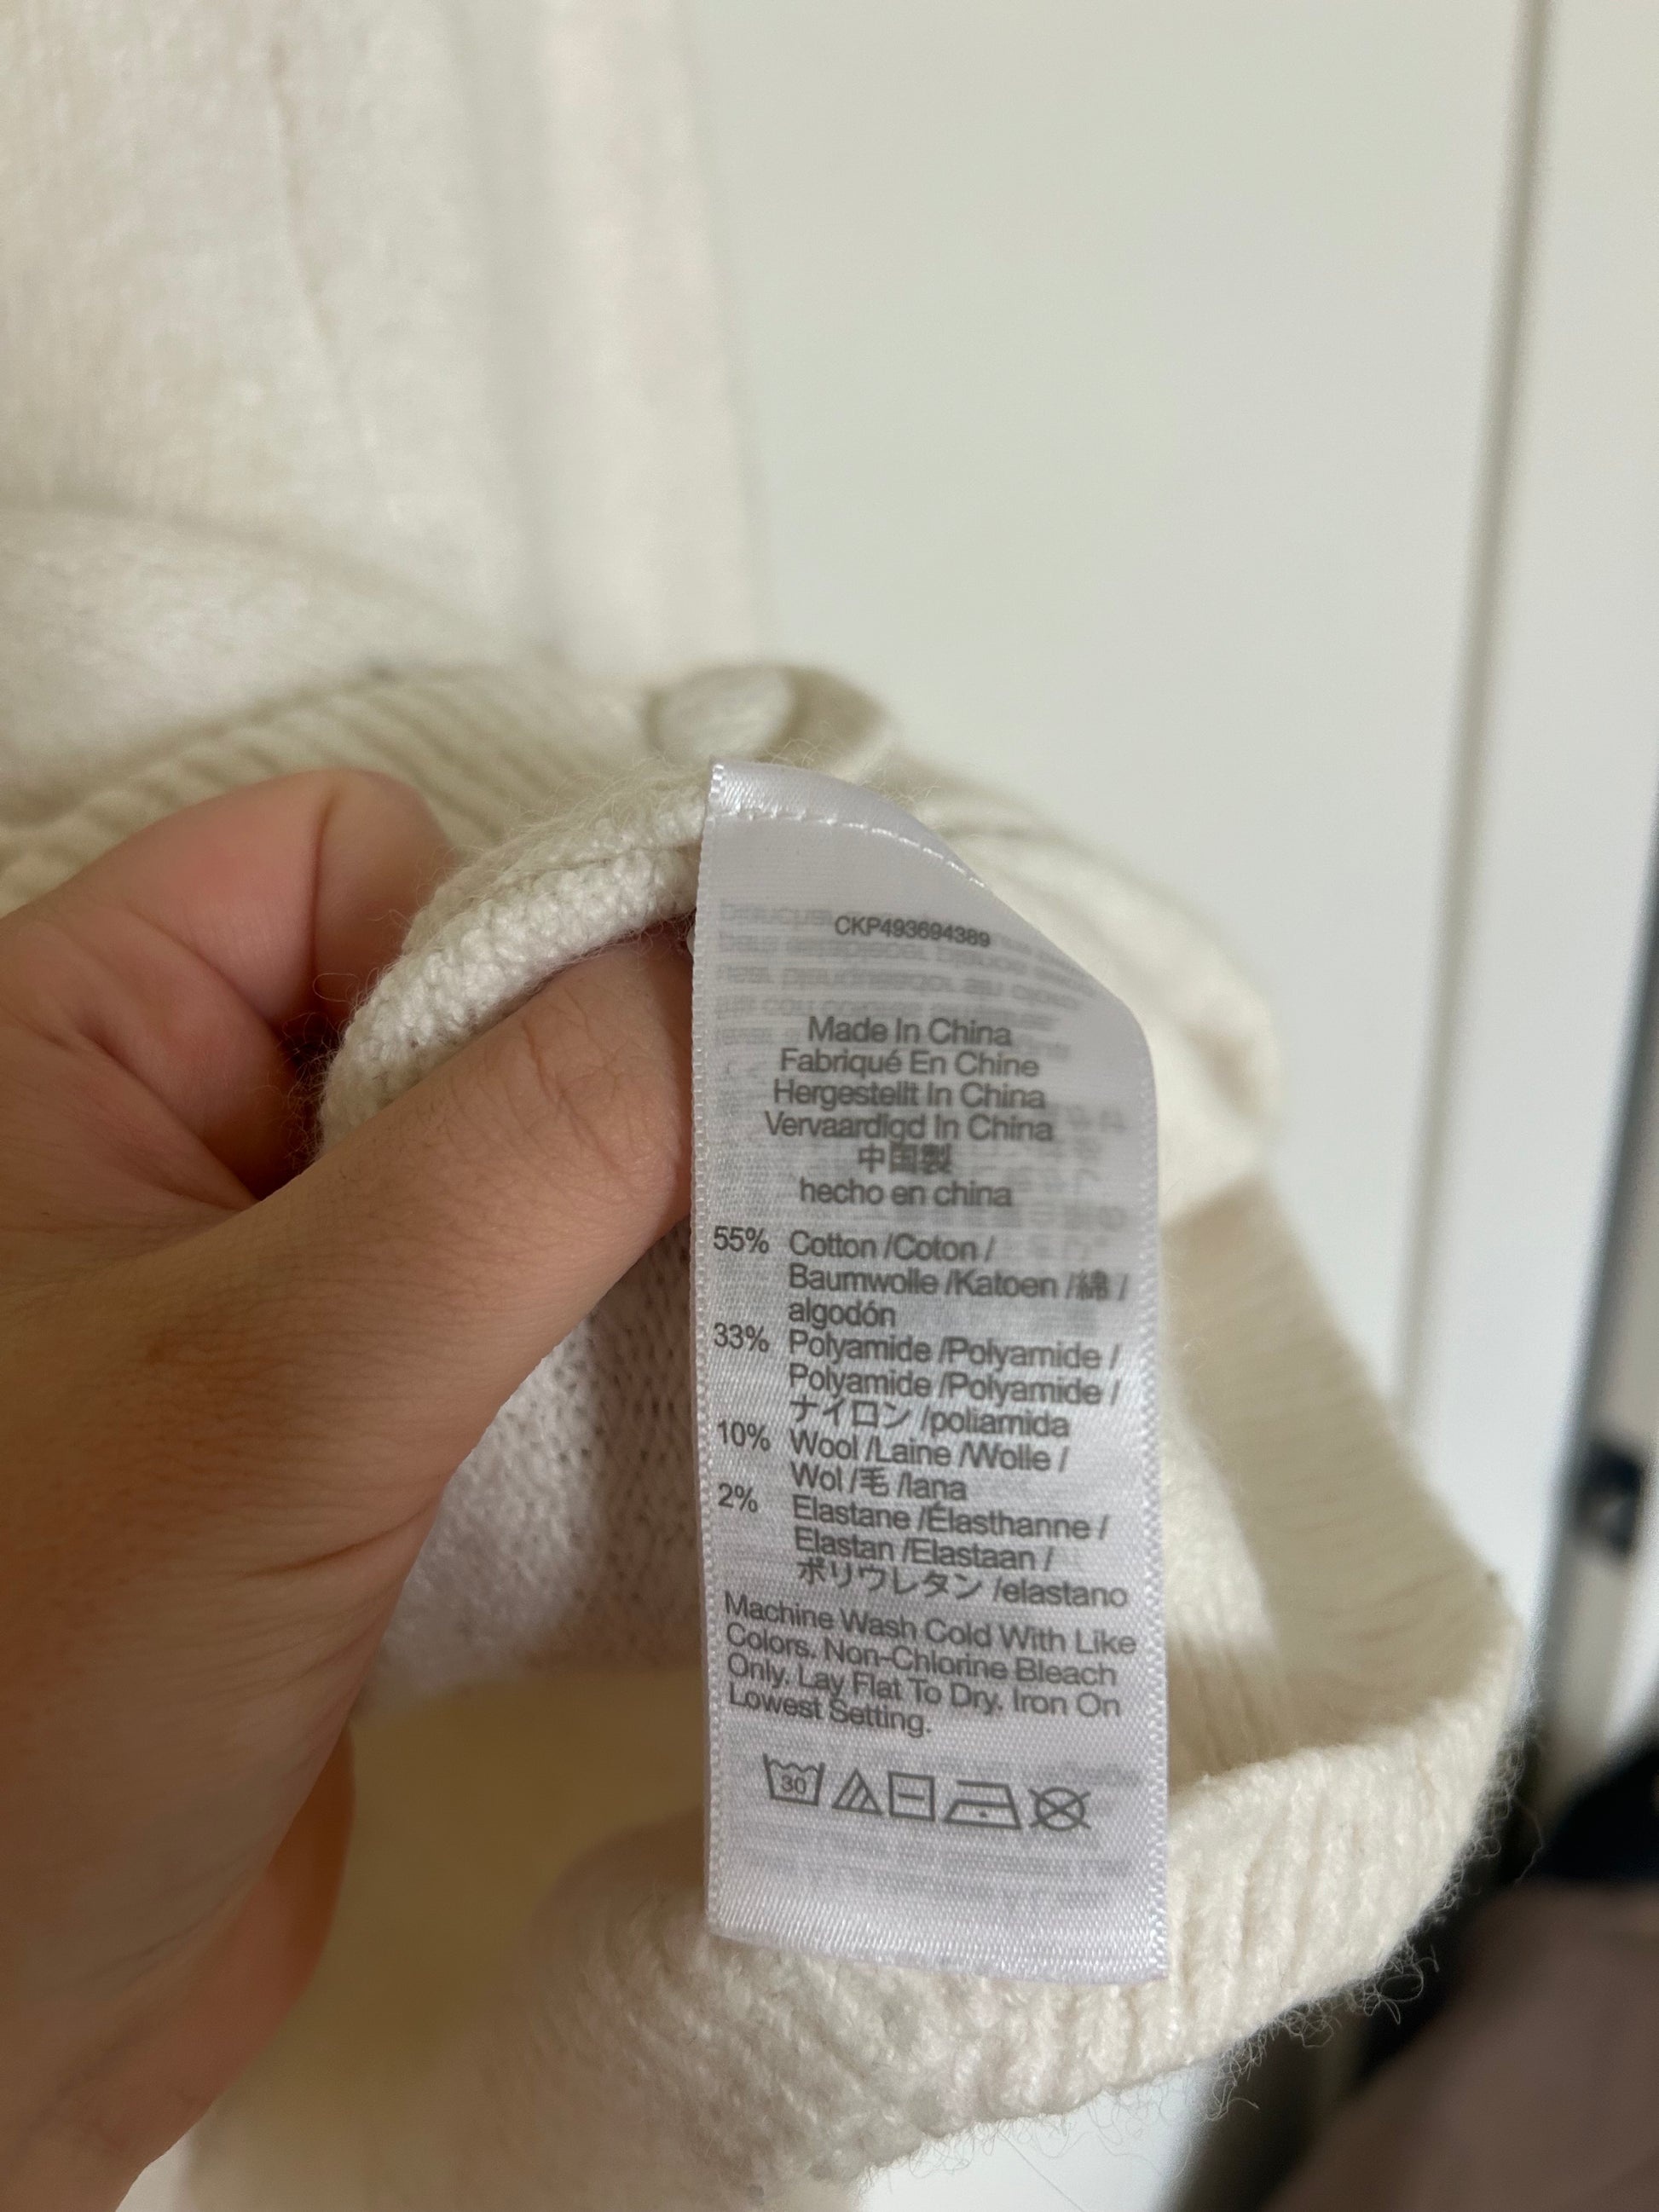 CKP493694389
Made In China
Fabriqué En Chine
Hergestellt In China
Vervaardigd In China
中国製
hecho en china
55% Cotton /Coton /
Baumwolle /Katoen /綿 /
algodón
33% Polyamide /Polyamide /
Polyamide /Polyamide /
ナイロン /poliamida
10% Wool /Laine /Wolle /
Wol /毛 /lana
2% Elastane /Élasthanne /
Elastan /Elastaan /
ポリウレタン /elastano
Machine Wash Cold With Like
Colors. Non-Chlorine Bleach
Only. Lay Flat To Dry. Iron On
Lowest Setting.
30